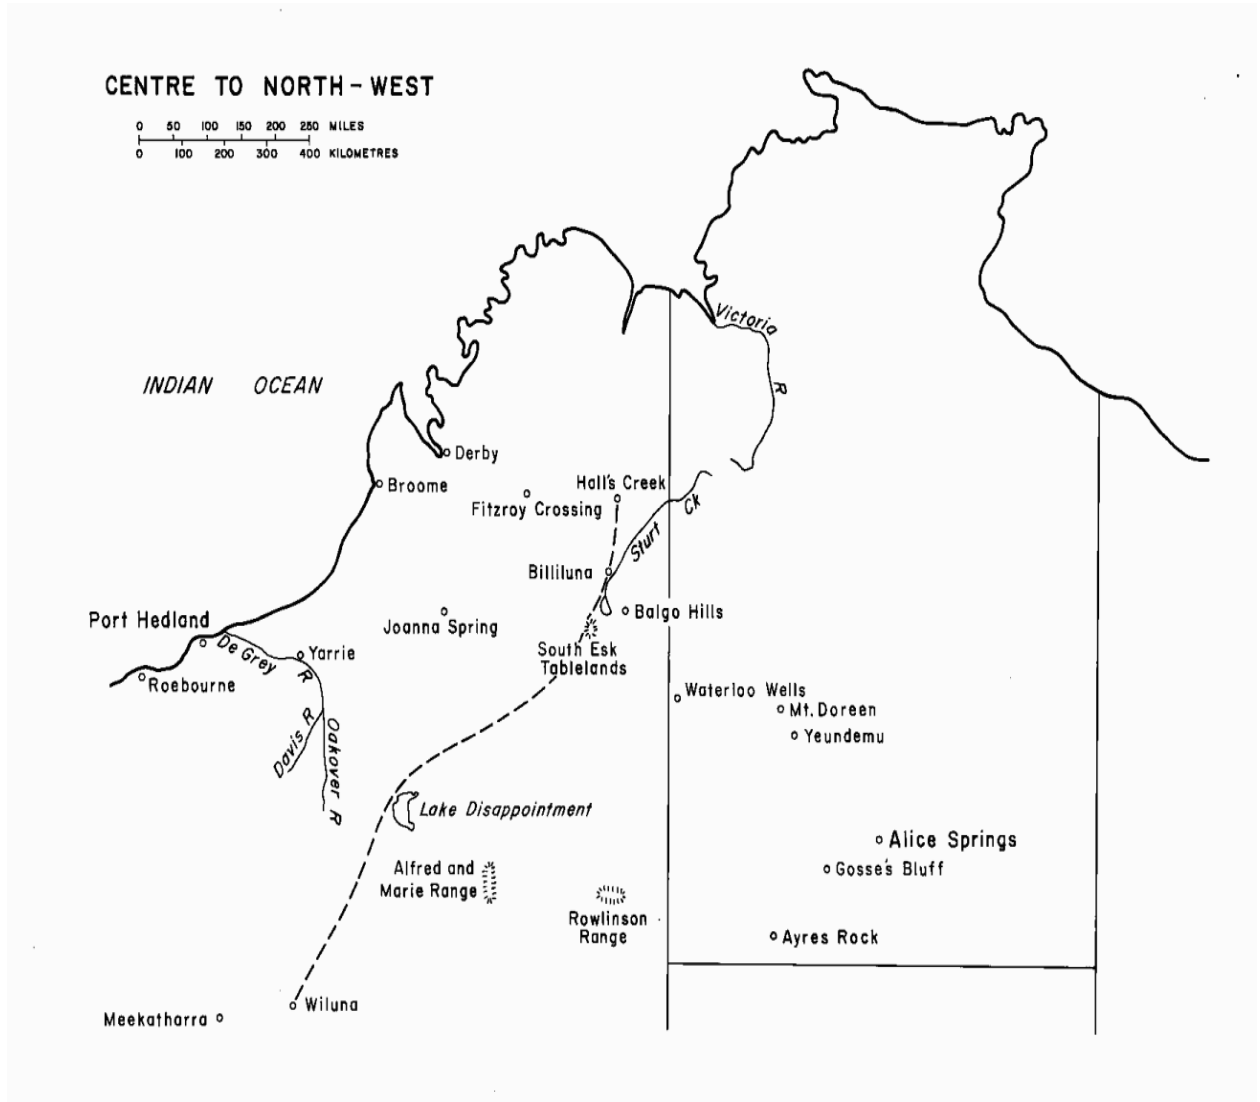 CENTRE TO NORTH-WEST
0 50 100 150 200 250 MILES
0 100 200 300 400 KILOMETRES
Victoria
R
INDIAN OCEAN
Derby
Broome
Hall's Creek
Fitzroy Crossing
Sturt Ck
Billiluna
Balgo Hills
Port Hedland
Joanna Spring
De Grey
R
Yarrie
South Esk
Tablelands
Roebourne
Waterloo Wells
Mt. Doreen
Yeundemu
Davis R
Oakover R
Lake Disappointment
Alice Springs
Gosse's Bluff
Alfred and
Marie Range
Rowlinson
Range
Ayres Rock
Wiluna
Meekatharra